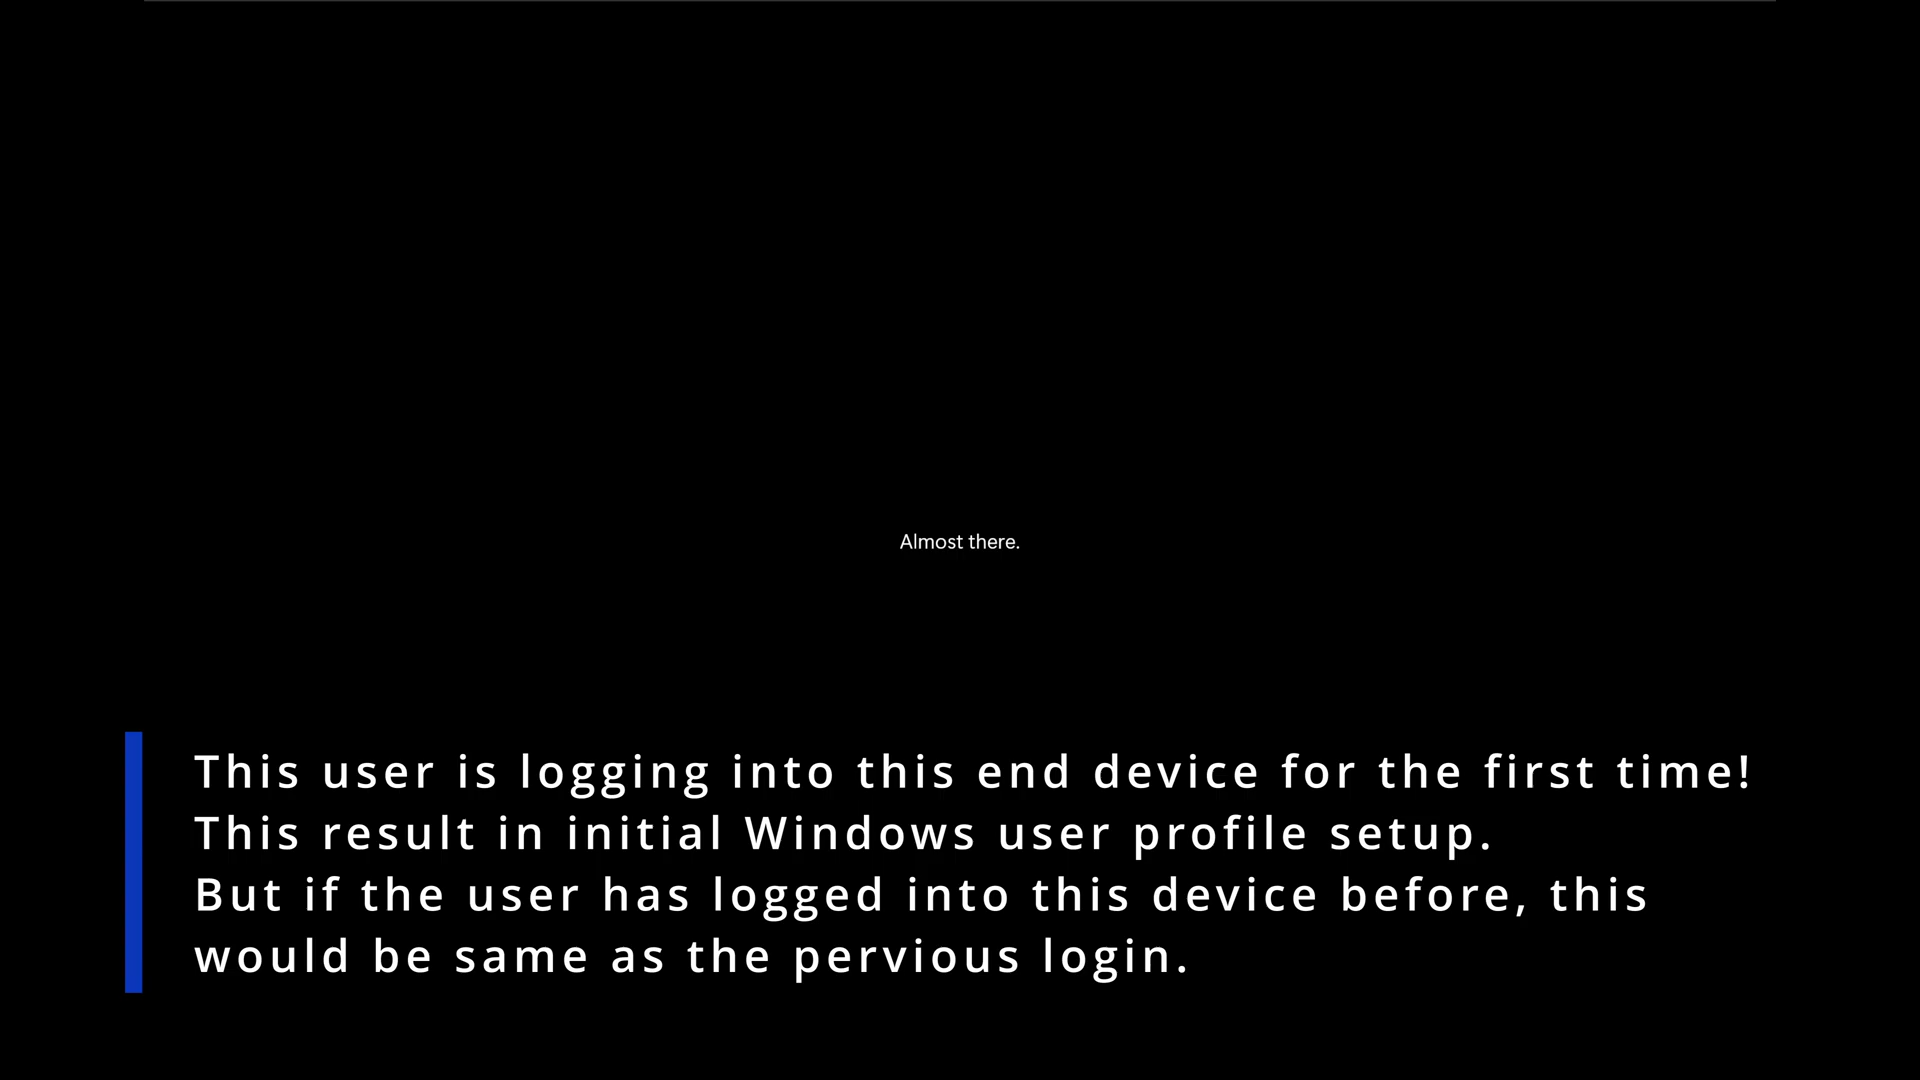 Almost there.
This user is logging into this end device for the first time!
This result in initial Windows user profile setup.
But if the user has logged into this device before, this
would be same as the pervious login.